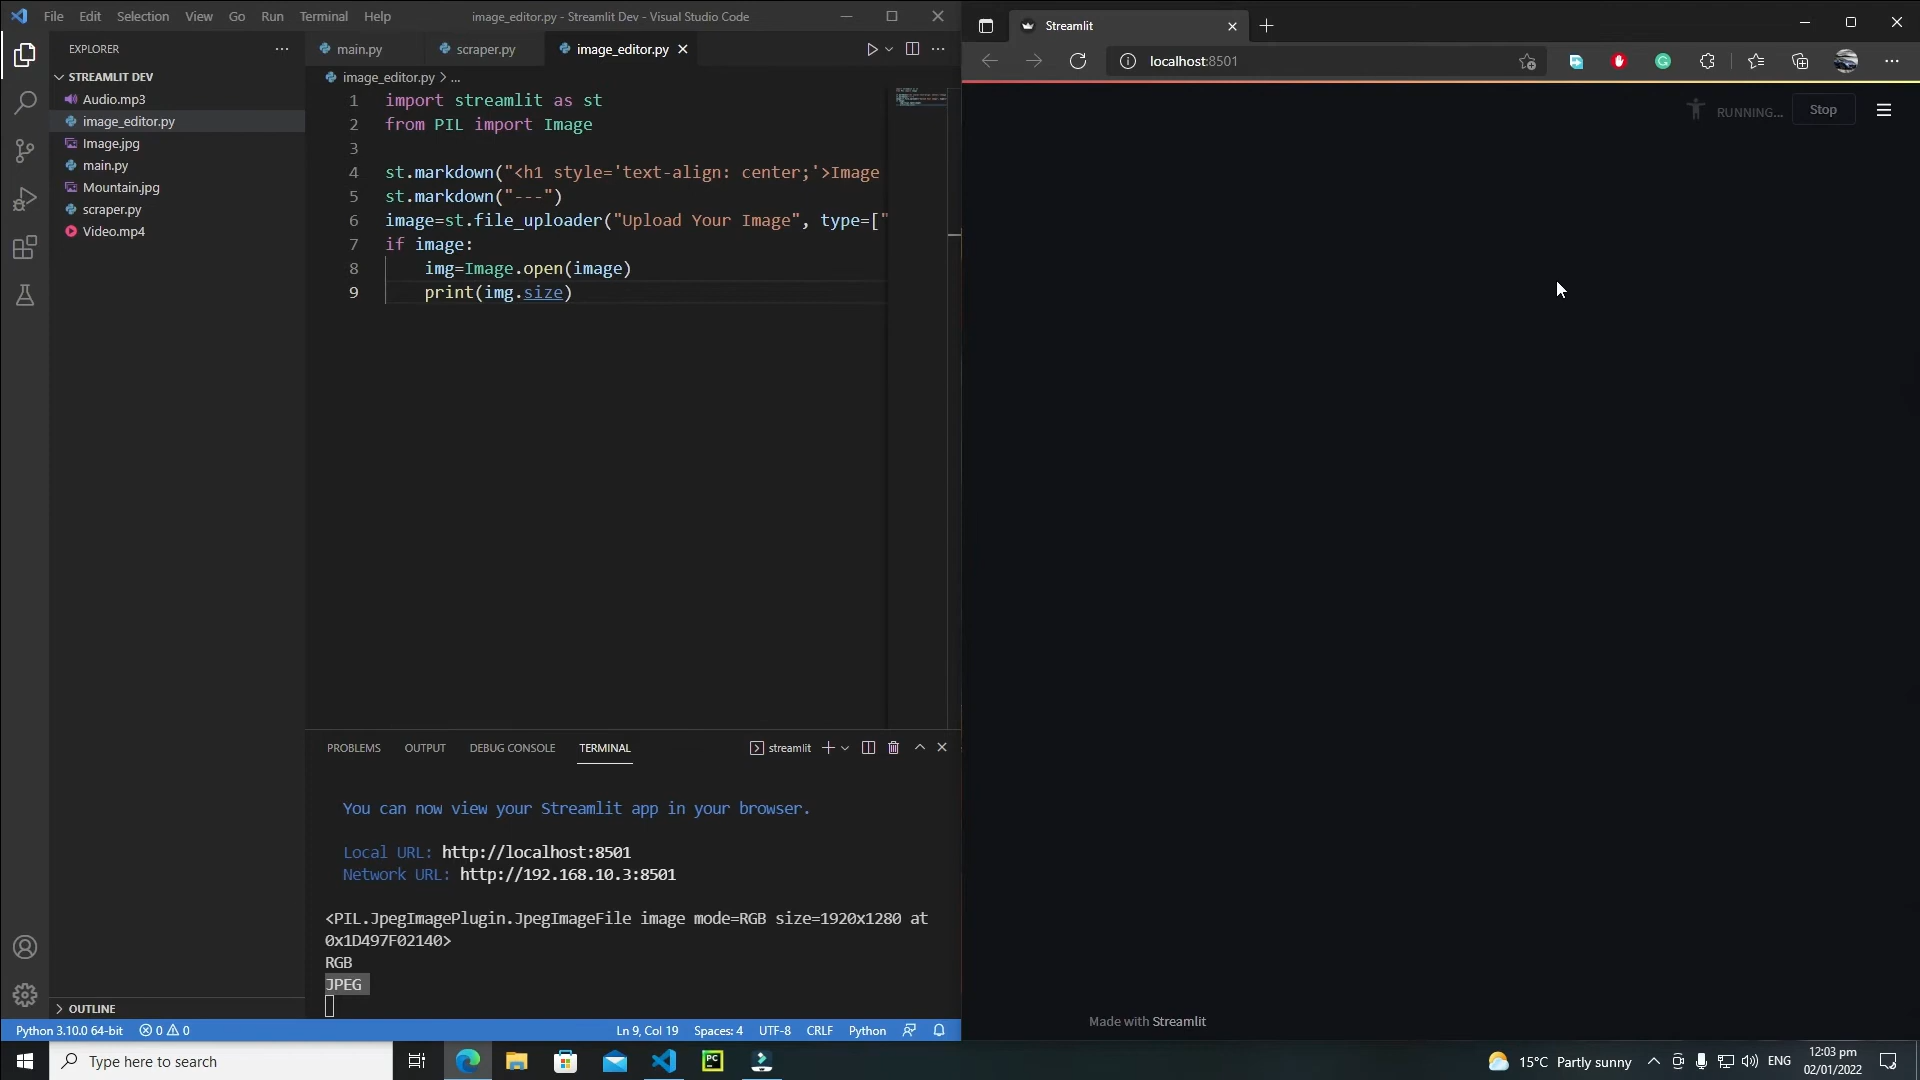 File Edit Selection View Go Run Terminal Help
image_editor.py - Streamlit Dev - Visual Studio Code
EXPLORER
STREAMLIT DEV
Audio.mp3
image_editor.py
Image.jpg
main.py
Mountain.jpg
scraper.py
Video.mp4
OUTLINE
main.py scraper.py image_editor.py
image_editor.py > ...
1 import streamlit as st
2 from PIL import Image
3
4 st.markdown("<h1 style='text-align: center;'>Image
5 st.markdown("---")
6 image=st.file_uploader("Upload Your Image", type=["
7 if image:
8 img=Image.open(image)
9 print(img.size)
PROBLEMS OUTPUT DEBUG CONSOLE TERMINAL
streamlit
You can now view your Streamlit app in your browser.
Local URL: http://localhost:8501
Network URL: http://192.168.10.3:8501
<PIL.JpegImagePlugin.JpegImageFile image mode=RGB size=1920x1280 at
0x1D497F02140>
RGB
JPEG
Python 3.10.0 64-bit 0 0 Ln 9, Col 19 Spaces: 4 UTF-8 CRLF Python
Streamlit
localhost:8501
RUNNING... Stop
Made with Streamlit
Type here to search
PC
15°C Partly sunny
ENG
12:03 pm
02/01/2022